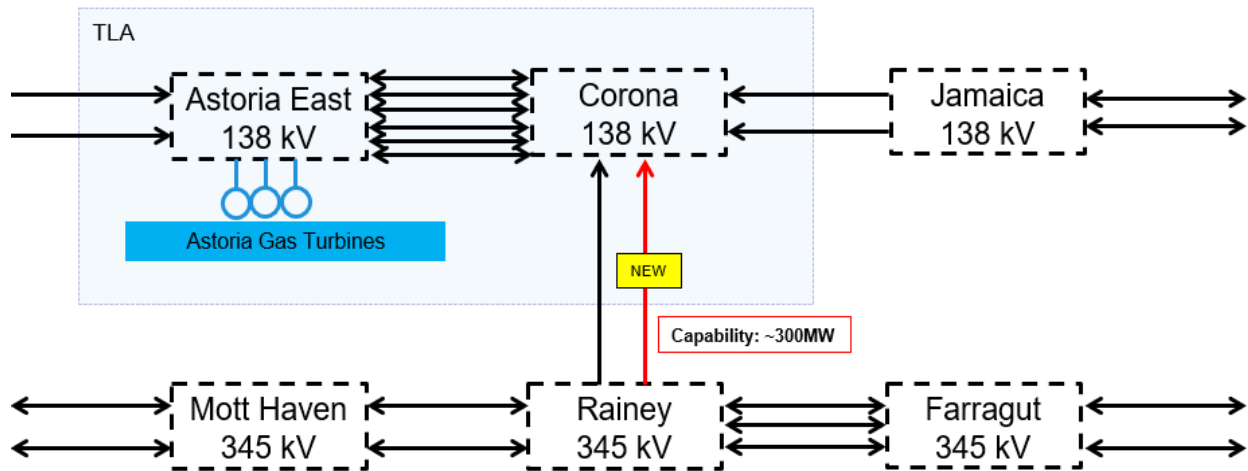 TLA
Astoria East
138 kV
Corona
138 kV
Jamaica
138 kV
Astoria Gas Turbines
NEW
Capability: ~300MW
Mott Haven
345 kV
Rainey
345 kV
Farragut
345 kV